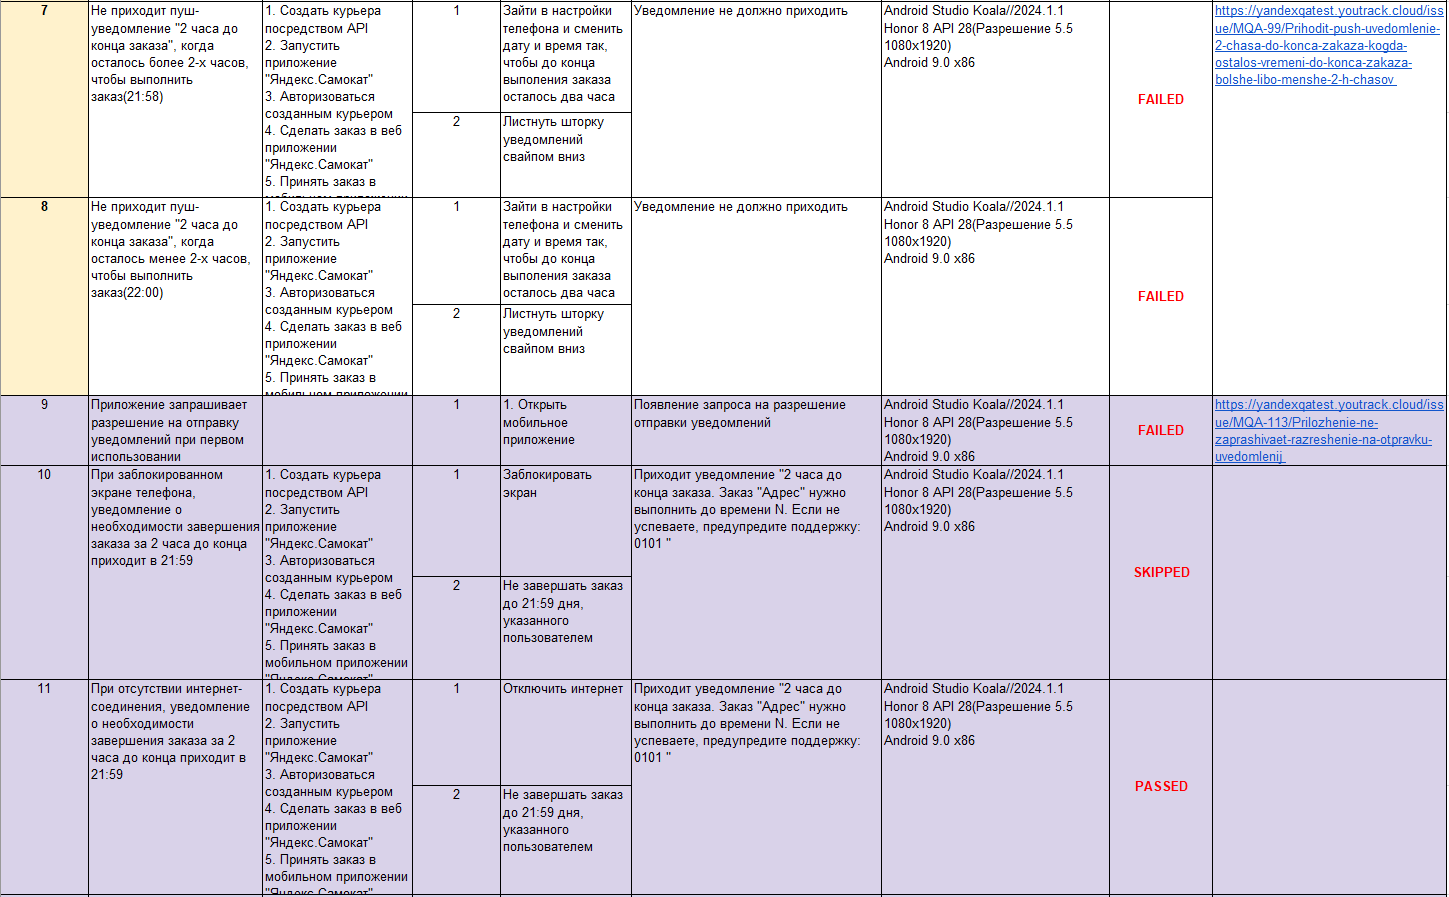 7
Не приходит пуш-
уведомление "2 часа до
конца заказа", когда
осталось более 2-х часов,
чтобы выполнить
заказ(21:58)
1. Создать курьера
посредством API
2. Запустить
приложение
"Яндекс.Самокат"
3. Авторизоваться
созданным курьером
4. Сделать заказ в веб
приложении
"Яндекс.Самокат"
5. Принять заказ в
мобильном приложении
1
Зайти в настройки
телефона и сменить
дату и время так,
чтобы до конца
выполения заказа
осталось два часа
2
Листнуть шторку
уведомлений
свайпом вниз
Уведомление не должно приходить
Android Studio Koala//2024.1.1
Honor 8 API 28(Разрешение 5.5
1080x1920)
Android 9.0 x86
FAILED
https://yandexqatest.youtrack.cloud/iss
ue/MQA-99/Prihodit-push-uvedomlenie-
2-chasa-do-konca-zakaza-kogda-
ostalos-vremeni-do-konca-zakaza-
bolshe-libo-menshe-2-h-chasov
8
Не приходит пуш-
уведомление "2 часа до
конца заказа", когда
осталось менее 2-х часов,
чтобы выполнить
заказ(22:00)
1. Создать курьера
посредством API
2. Запустить
приложение
"Яндекс.Самокат"
3. Авторизоваться
созданным курьером
4. Сделать заказ в веб
приложении
"Яндекс.Самокат"
5. Принять заказ в
мобильном приложении
1
Зайти в настройки
телефона и сменить
дату и время так,
чтобы до конца
выполения заказа
осталось два часа
2
Листнуть шторку
уведомлений
свайпом вниз
Уведомление не должно приходить
Android Studio Koala//2024.1.1
Honor 8 API 28(Разрешение 5.5
1080x1920)
Android 9.0 x86
FAILED
9
Приложение запрашивает
разрешение на отправку
уведомлений при первом
использовании
1
1. Открыть
мобильное
приложение
Появление запроса на разрешение
отправки уведомлений
Android Studio Koala//2024.1.1
Honor 8 API 28(Разрешение 5.5
1080x1920)
Android 9.0 x86
FAILED
https://yandexqatest.youtrack.cloud/iss
ue/MQA-113/Prilozhenie-ne-
zaprashivaet-razreshenie-na-otpravku-
uvedomlenij
10
При заблокированном
экране телефона,
уведомление о
необходимости завершения
заказа за 2 часа до конца
приходит в 21:59
1. Создать курьера
посредством API
2. Запустить
приложение
"Яндекс.Самокат"
3. Авторизоваться
созданным курьером
4. Сделать заказ в веб
приложении
"Яндекс.Самокат"
5. Принять заказ в
мобильном приложении
"Яндекс.Самокат"
1
Заблокировать
экран
2
Не завершать заказ
до 21:59 дня,
указанного
пользователем
Приходит уведомление "2 часа до
конца заказа. Заказ "Адрес" нужно
выполнить до времени N. Если не
успеваете, предупредите поддержку:
0101 "
Android Studio Koala//2024.1.1
Honor 8 API 28(Разрешение 5.5
1080x1920)
Android 9.0 x86
SKIPPED
11
При отсутствии интернет-
соединения, уведомление
о необходимости
завершения заказа за 2
часа до конца приходит в
21:59
1. Создать курьера
посредством API
2. Запустить
приложение
"Яндекс.Самокат"
3. Авторизоваться
созданным курьером
4. Сделать заказ в веб
приложении
"Яндекс.Самокат"
5. Принять заказ в
мобильном приложении
"Яндекс.Самокат"
1
Отключить интернет
2
Не завершать заказ
до 21:59 дня,
указанного
пользователем
Приходит уведомление "2 часа до
конца заказа. Заказ "Адрес" нужно
выполнить до времени N. Если не
успеваете, предупредите поддержку:
0101 "
Android Studio Koala//2024.1.1
Honor 8 API 28(Разрешение 5.5
1080x1920)
Android 9.0 x86
PASSED